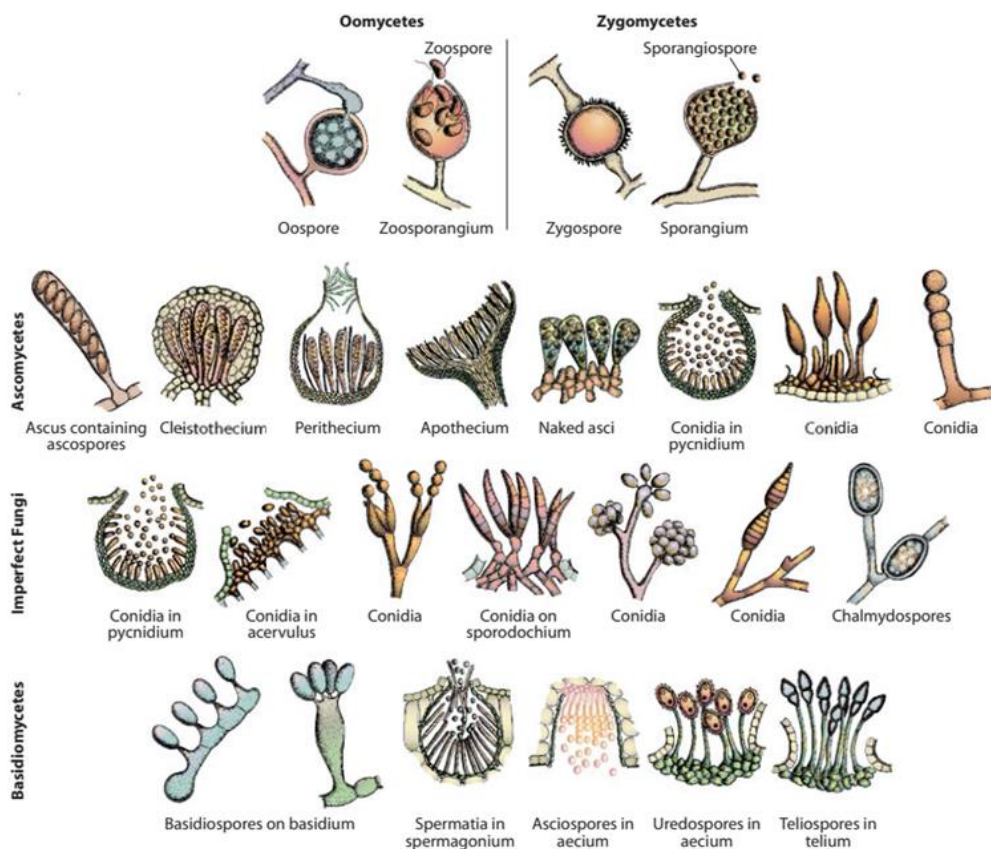 Oomycetes
Zygomycetes
Zoospore
Sporangiospore
Oospore
Zoosporangium
Zygospore
Sporangium
Ascomycetes
Ascus containing
ascospores
Cleistothecium
Perithecium
Apothecium
Naked asci
Conidia in
pycnidium
Conidia
Conidia
Imperfect Fungi
Conidia in
pycnidium
Conidia in
acervulus
Conidia
Conidia on
sporodochium
Conidia
Conidia
Chalmydospores
Basidiomycetes
Basidiospores on basidium
Spermatia in
spermagonium
Asciospores in
aecium
Uredospores in
aecium
Teliospores in
telium